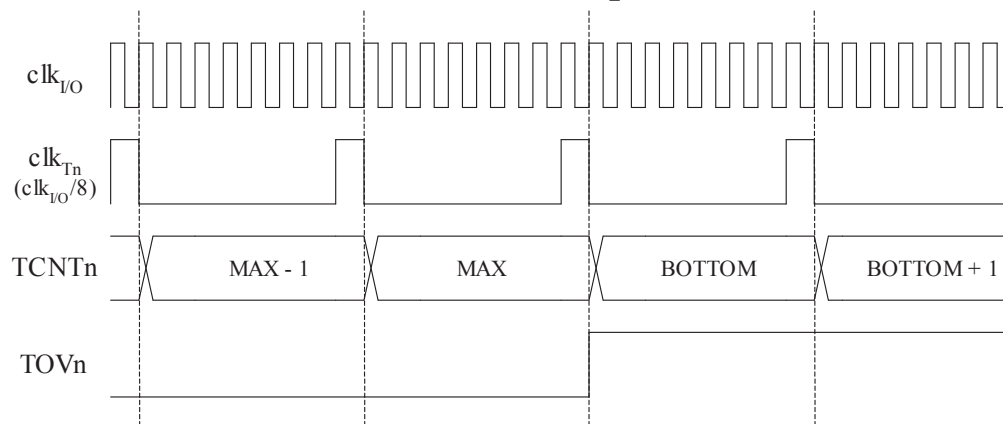 clkI/O
clkTn
(clkI/O/8)
TCNTn MAX - 1 MAX BOTTOM BOTTOM + 1
TOVn